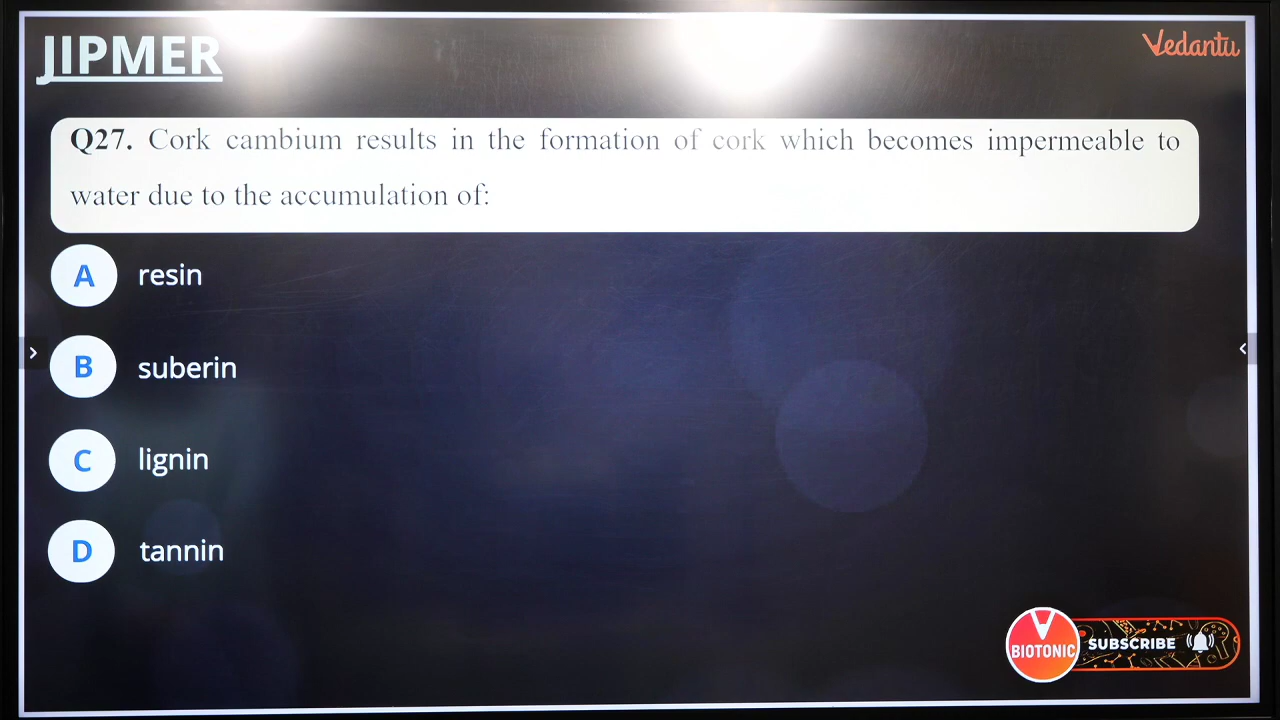 JIPMER
Vedantu
Q27. Cork cambium results in the formation of cork which becomes impermeable to
water due to the accumulation of:
A resin
B suberin
C lignin
D tannin
BIOTONIC
SUBSCRIBE